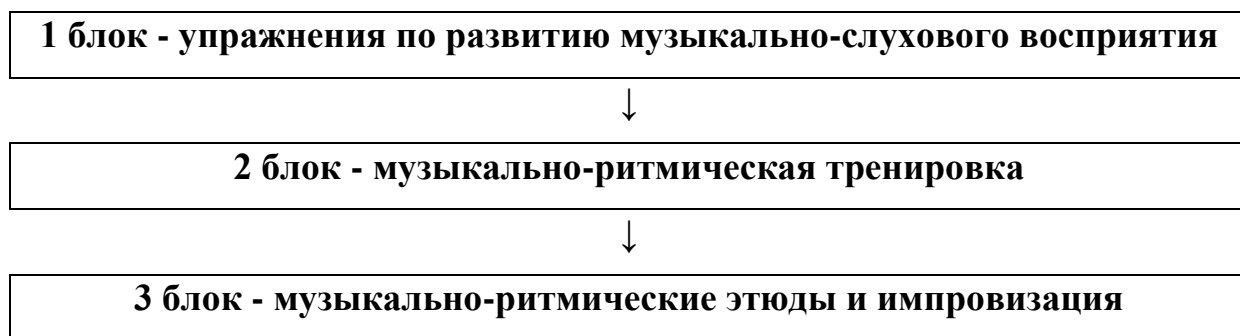 1 блок - упражнения по развитию музыкально-слухового восприятия
↓
2 блок - музыкально-ритмическая тренировка
↓
3 блок - музыкально-ритмические этюды и импровизация